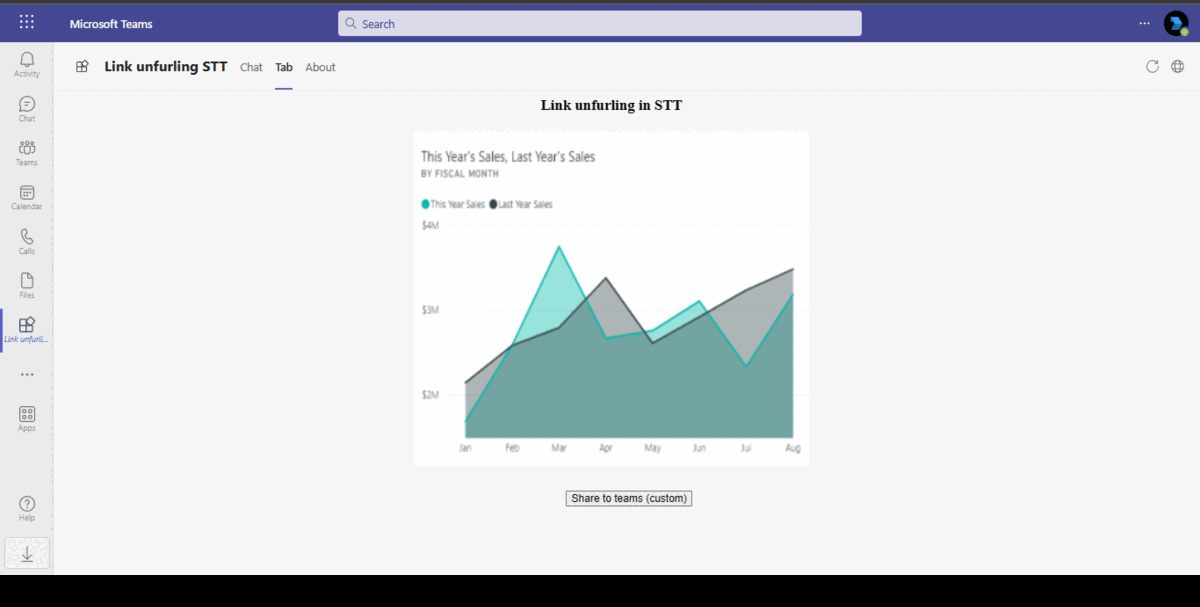 Microsoft Teams
Search
Activity
Chat
Teams
Calendar
Calls
Files
Link unfurli...
Apps
Help
Link unfurling STT Chat Tab About
Link unfurling in STT
This Year's Sales, Last Year's Sales
BY FISCAL MONTH
This Year Sales Last Year Sales
$4M
$3M
$2M
Jan Feb Mar Apr May Jun Jul Aug
Share to teams (custom)